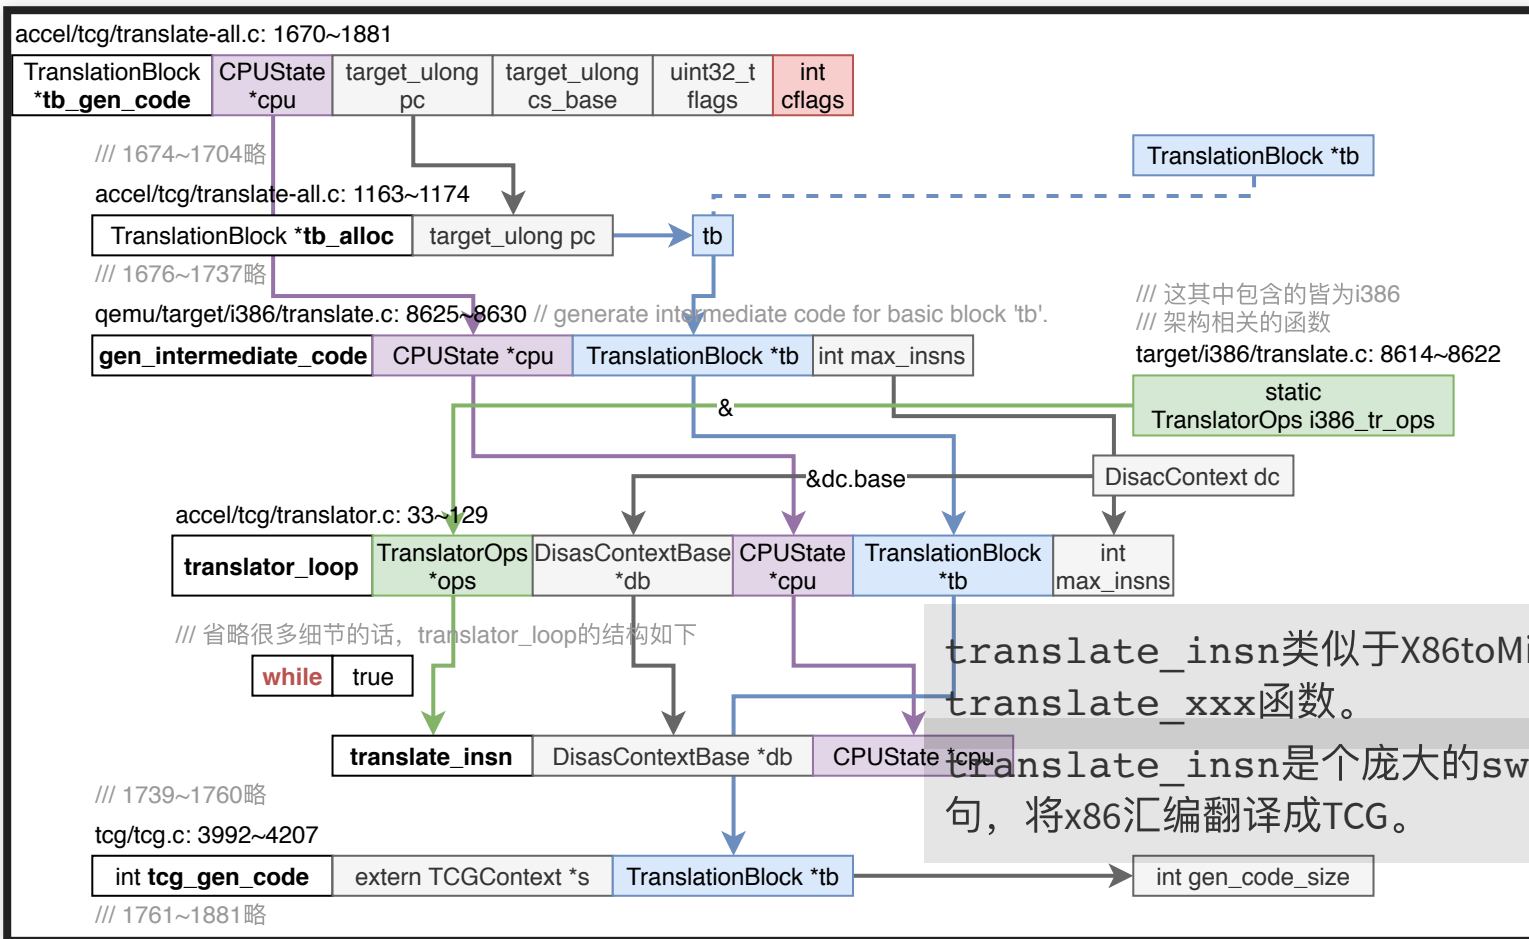 accel/tcg/translate-all.c: 1670~1881
TranslationBlock
*tb_gen_code
CPUState
*cpu
target_ulong
pc
target_ulong
cs_base
uint32_t
flags
int
cflags
/// 1674~1704略
TranslationBlock *tb
accel/tcg/translate-all.c: 1163~1174
TranslationBlock *tb_alloc
target_ulong pc
tb
/// 1676~1737略
/// 这其中包含的皆为i386
/// 架构相关的函数
qemu/target/i386/translate.c: 8625~8630 // generate intermediate code for basic block 'tb'.
target/i386/translate.c: 8614~8622
gen_intermediate_code
CPUState *cpu
TranslationBlock *tb
int max_insns
static
TranslatorOps i386_tr_ops
&
&dc.base
DisacContext dc
accel/tcg/translator.c: 33~129
translator_loop
TranslatorOps
*ops
DisasContextBase
*db
CPUState
*cpu
TranslationBlock
*tb
int
max_insns
/// 省略很多细节的话，translator_loop的结构如下
while
true
translate_insn类似于X86toMi
translate_xxx函数。
translate_insn
DisasContextBase *db
CPUState *cpu
translate_insn是个庞大的sw
句，将x86汇编翻译成TCG。
/// 1739~1760略
tcg/tcg.c: 3992~4207
int tcg_gen_code
extern TCGContext *s
TranslationBlock *tb
int gen_code_size
/// 1761~1881略